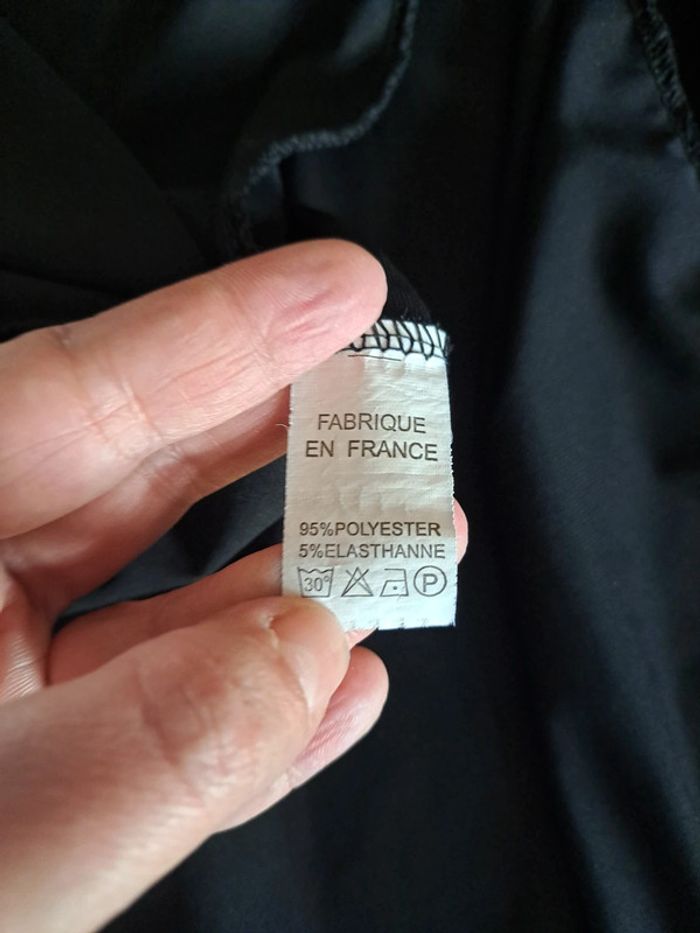 FABRIQUE
EN FRANCE
95%POLYESTER
5%ELASTHANNE
30° P